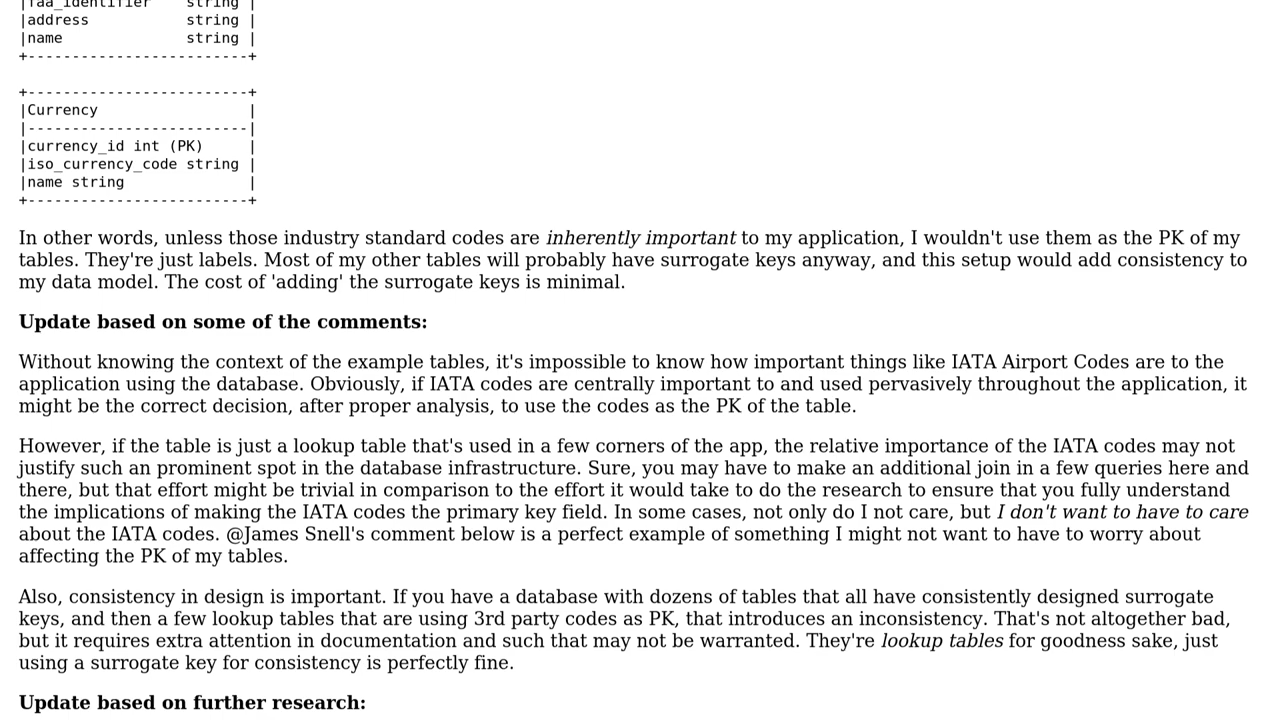 |faa_identifier    string |
|address           string |
|name              string |
+-------------------------+
+-------------------------+
|Currency                 |
|-------------------------|
|currency_id int (PK)     |
|iso_currency_code string |
|name string              |
+-------------------------+
In other words, unless those industry standard codes are inherently important to my application, I wouldn't use them as the PK of my
tables. They're just labels. Most of my other tables will probably have surrogate keys anyway, and this setup would add consistency to
my data model. The cost of 'adding' the surrogate keys is minimal.
Update based on some of the comments:
Without knowing the context of the example tables, it's impossible to know how important things like IATA Airport Codes are to the
application using the database. Obviously, if IATA codes are centrally important to and used pervasively throughout the application, it
might be the correct decision, after proper analysis, to use the codes as the PK of the table.
However, if the table is just a lookup table that's used in a few corners of the app, the relative importance of the IATA codes may not
justify such an prominent spot in the database infrastructure. Sure, you may have to make an additional join in a few queries here and
there, but that effort might be trivial in comparison to the effort it would take to do the research to ensure that you fully understand
the implications of making the IATA codes the primary key field. In some cases, not only do I not care, but I don't want to have to care
about the IATA codes. @James Snell's comment below is a perfect example of something I might not want to have to worry about
affecting the PK of my tables.
Also, consistency in design is important. If you have a database with dozens of tables that all have consistently designed surrogate
keys, and then a few lookup tables that are using 3rd party codes as PK, that introduces an inconsistency. That's not altogether bad,
but it requires extra attention in documentation and such that may not be warranted. They're lookup tables for goodness sake, just
using a surrogate key for consistency is perfectly fine.
Update based on further research: